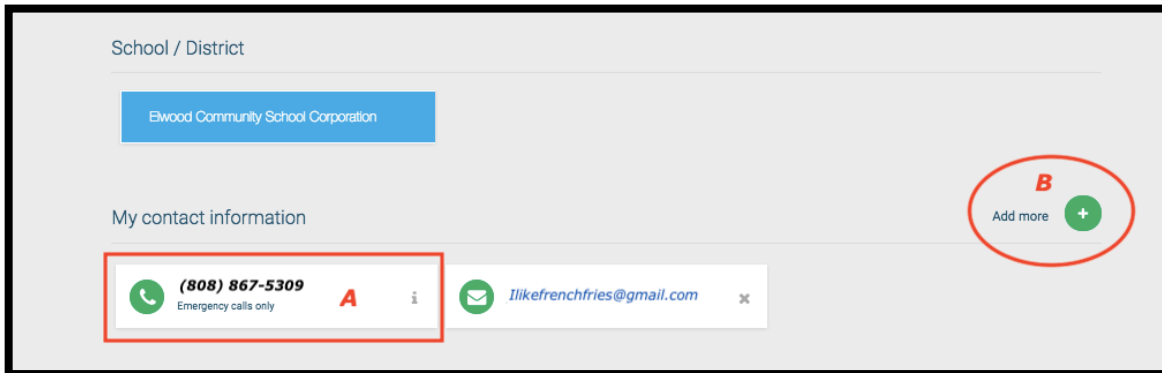 School / District
Elwood Community School Corporation
B
My contact information
Add more
(808) 867-5309
Emergency calls only
A
Ilikefrenchfries@gmail.com